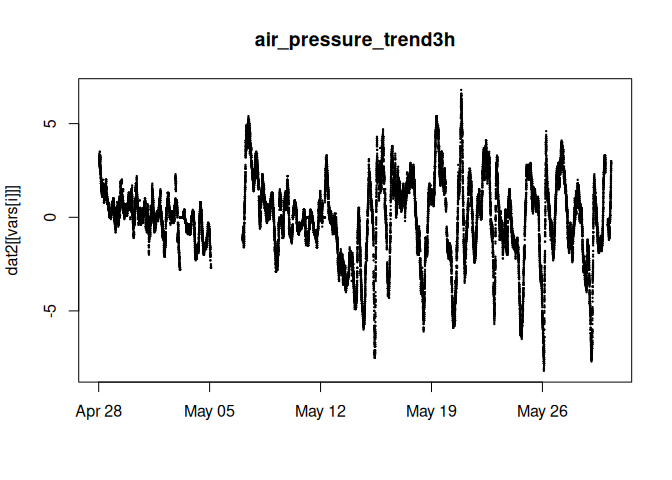 air_pressure_trend3h
dat2[[vars[i]]]
5
0
-5
Apr 28
May 05
May 12
May 19
May 26